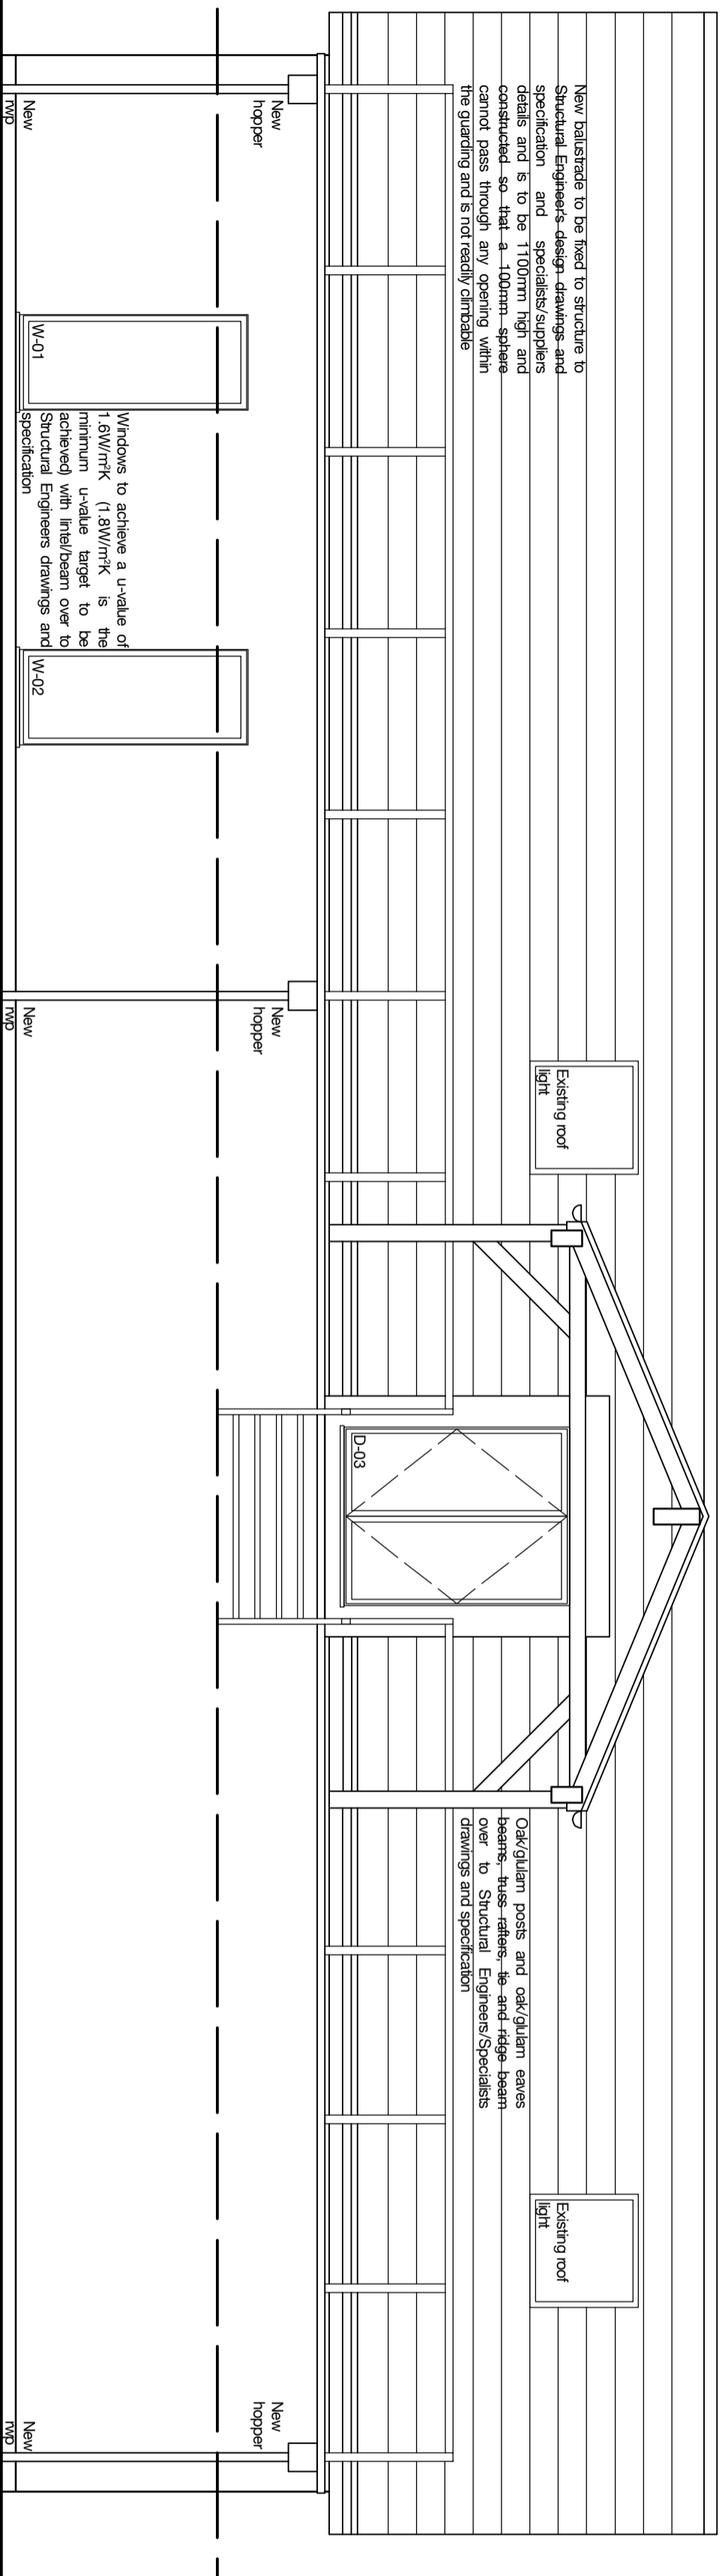 New balustrade to be fixed to structure to
Structural Engineer's design drawings and
specification and specialists/suppliers
details and is to be 1100mm high and
constructed so that a 100mm sphere
cannot pass through any opening within
the guarding and is not readily climbable
Existing roof
light
Existing roof
light
Oak/glulam posts and oak/glulam eaves
beams, truss rafters, tie and ridge beam
over to Structural Engineers/Specialists
drawings and specification
D-03
New
hopper
New
hopper
New
hopper
Windows to achieve a u-value of
1.6W/m²K (1.8W/m²K is the
minimum u-value target to be
achieved) with lintel/beam over to
Structural Engineers drawings and
specification
W-01
W-02
New
rwp
New
rwp
New
rwp